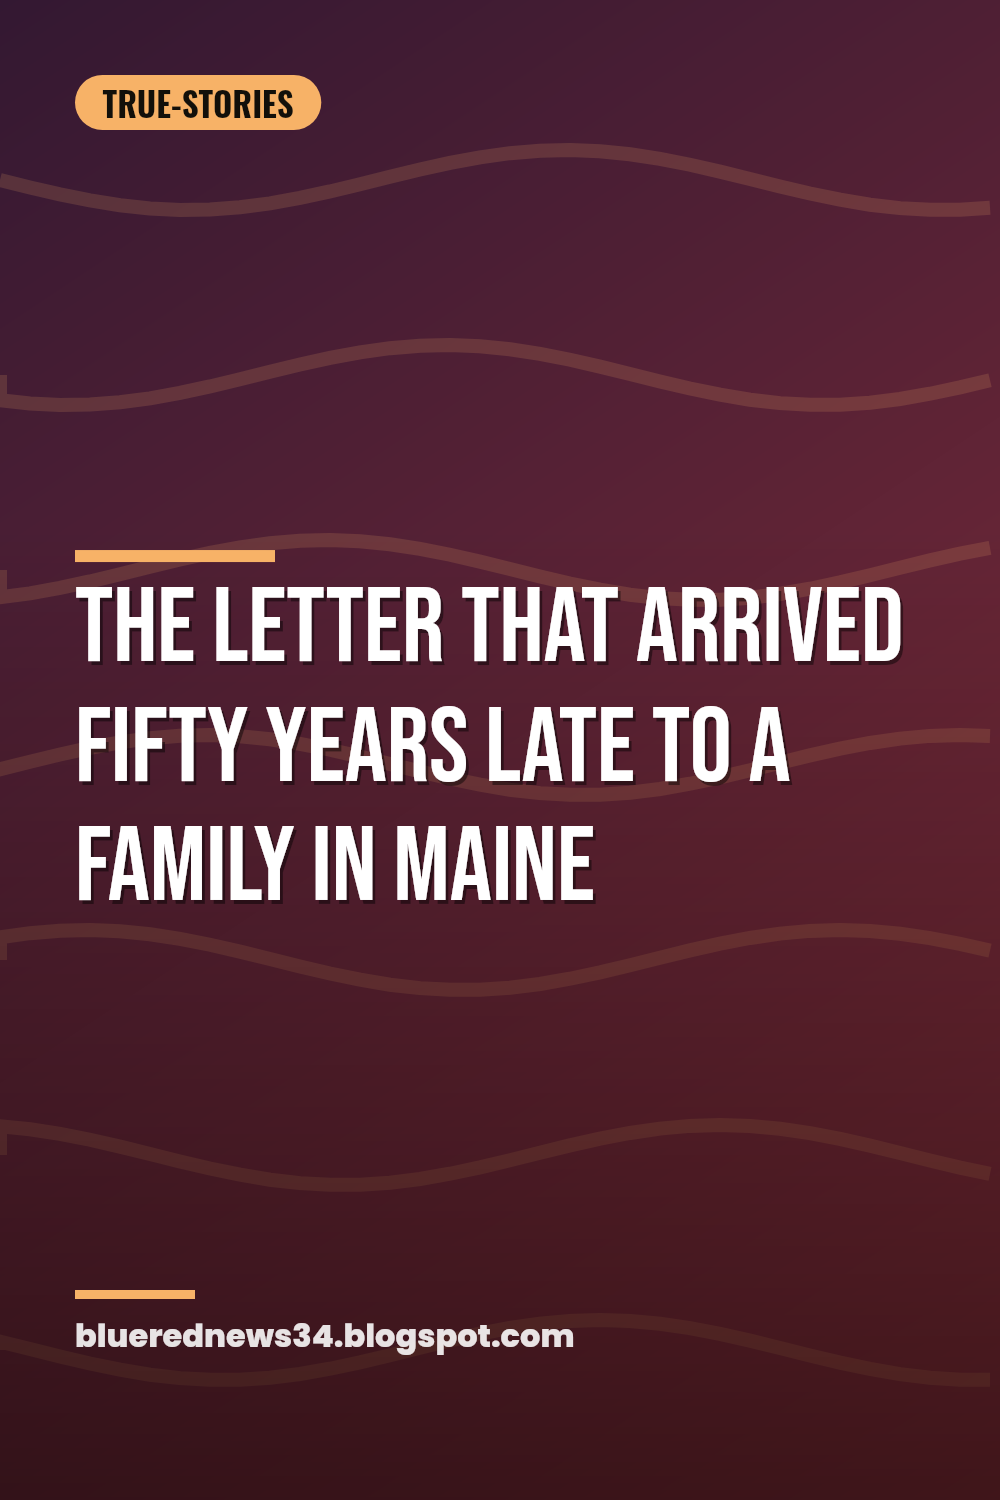 TRUE-STORIES
THE LETTER THAT ARRIVED
FIFTY YEARS LATE TO A
FAMILY IN MAINE
bluerednews34.blogspot.com